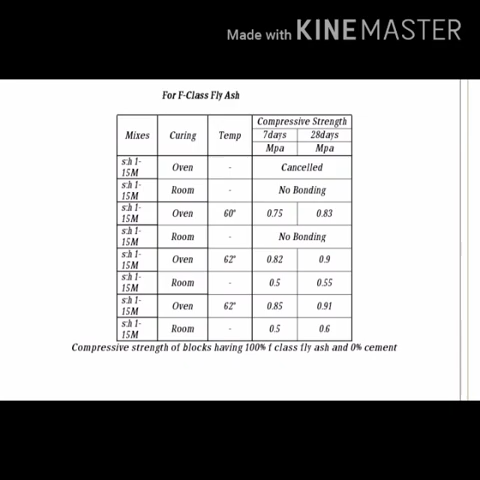 Made with KINEMASTER
For F-Class Fly Ash
Mixes Curing Temp Compressive Strength
7days 28days
Mpa Mpa
s:h 1-15M Oven - Cancelled
s:h 1-15M Room - No Bonding
s:h 1-15M Oven 60° 0.75 0.83
s:h 1-15M Room - No Bonding
s:h 1-15M Oven 62° 0.82 0.9
s:h 1-15M Room - 0.5 0.55
s:h 1-15M Oven 62° 0.85 0.91
s:h 1-15M Room - 0.5 0.6
Compressive strength of blocks having 100% f class fly ash and 0% cement